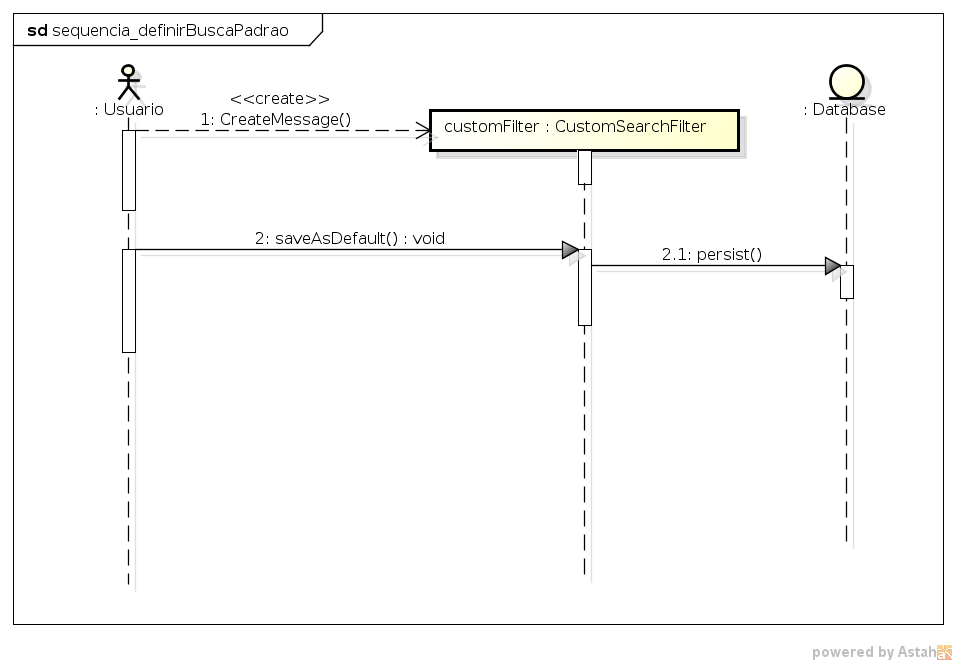 sd sequencia_definirBuscaPadrao
: Usuario
<<create>>
1: CreateMessage()
customFilter : CustomSearchFilter
: Database
2: saveAsDefault() : void
2.1: persist()
powered by Astah